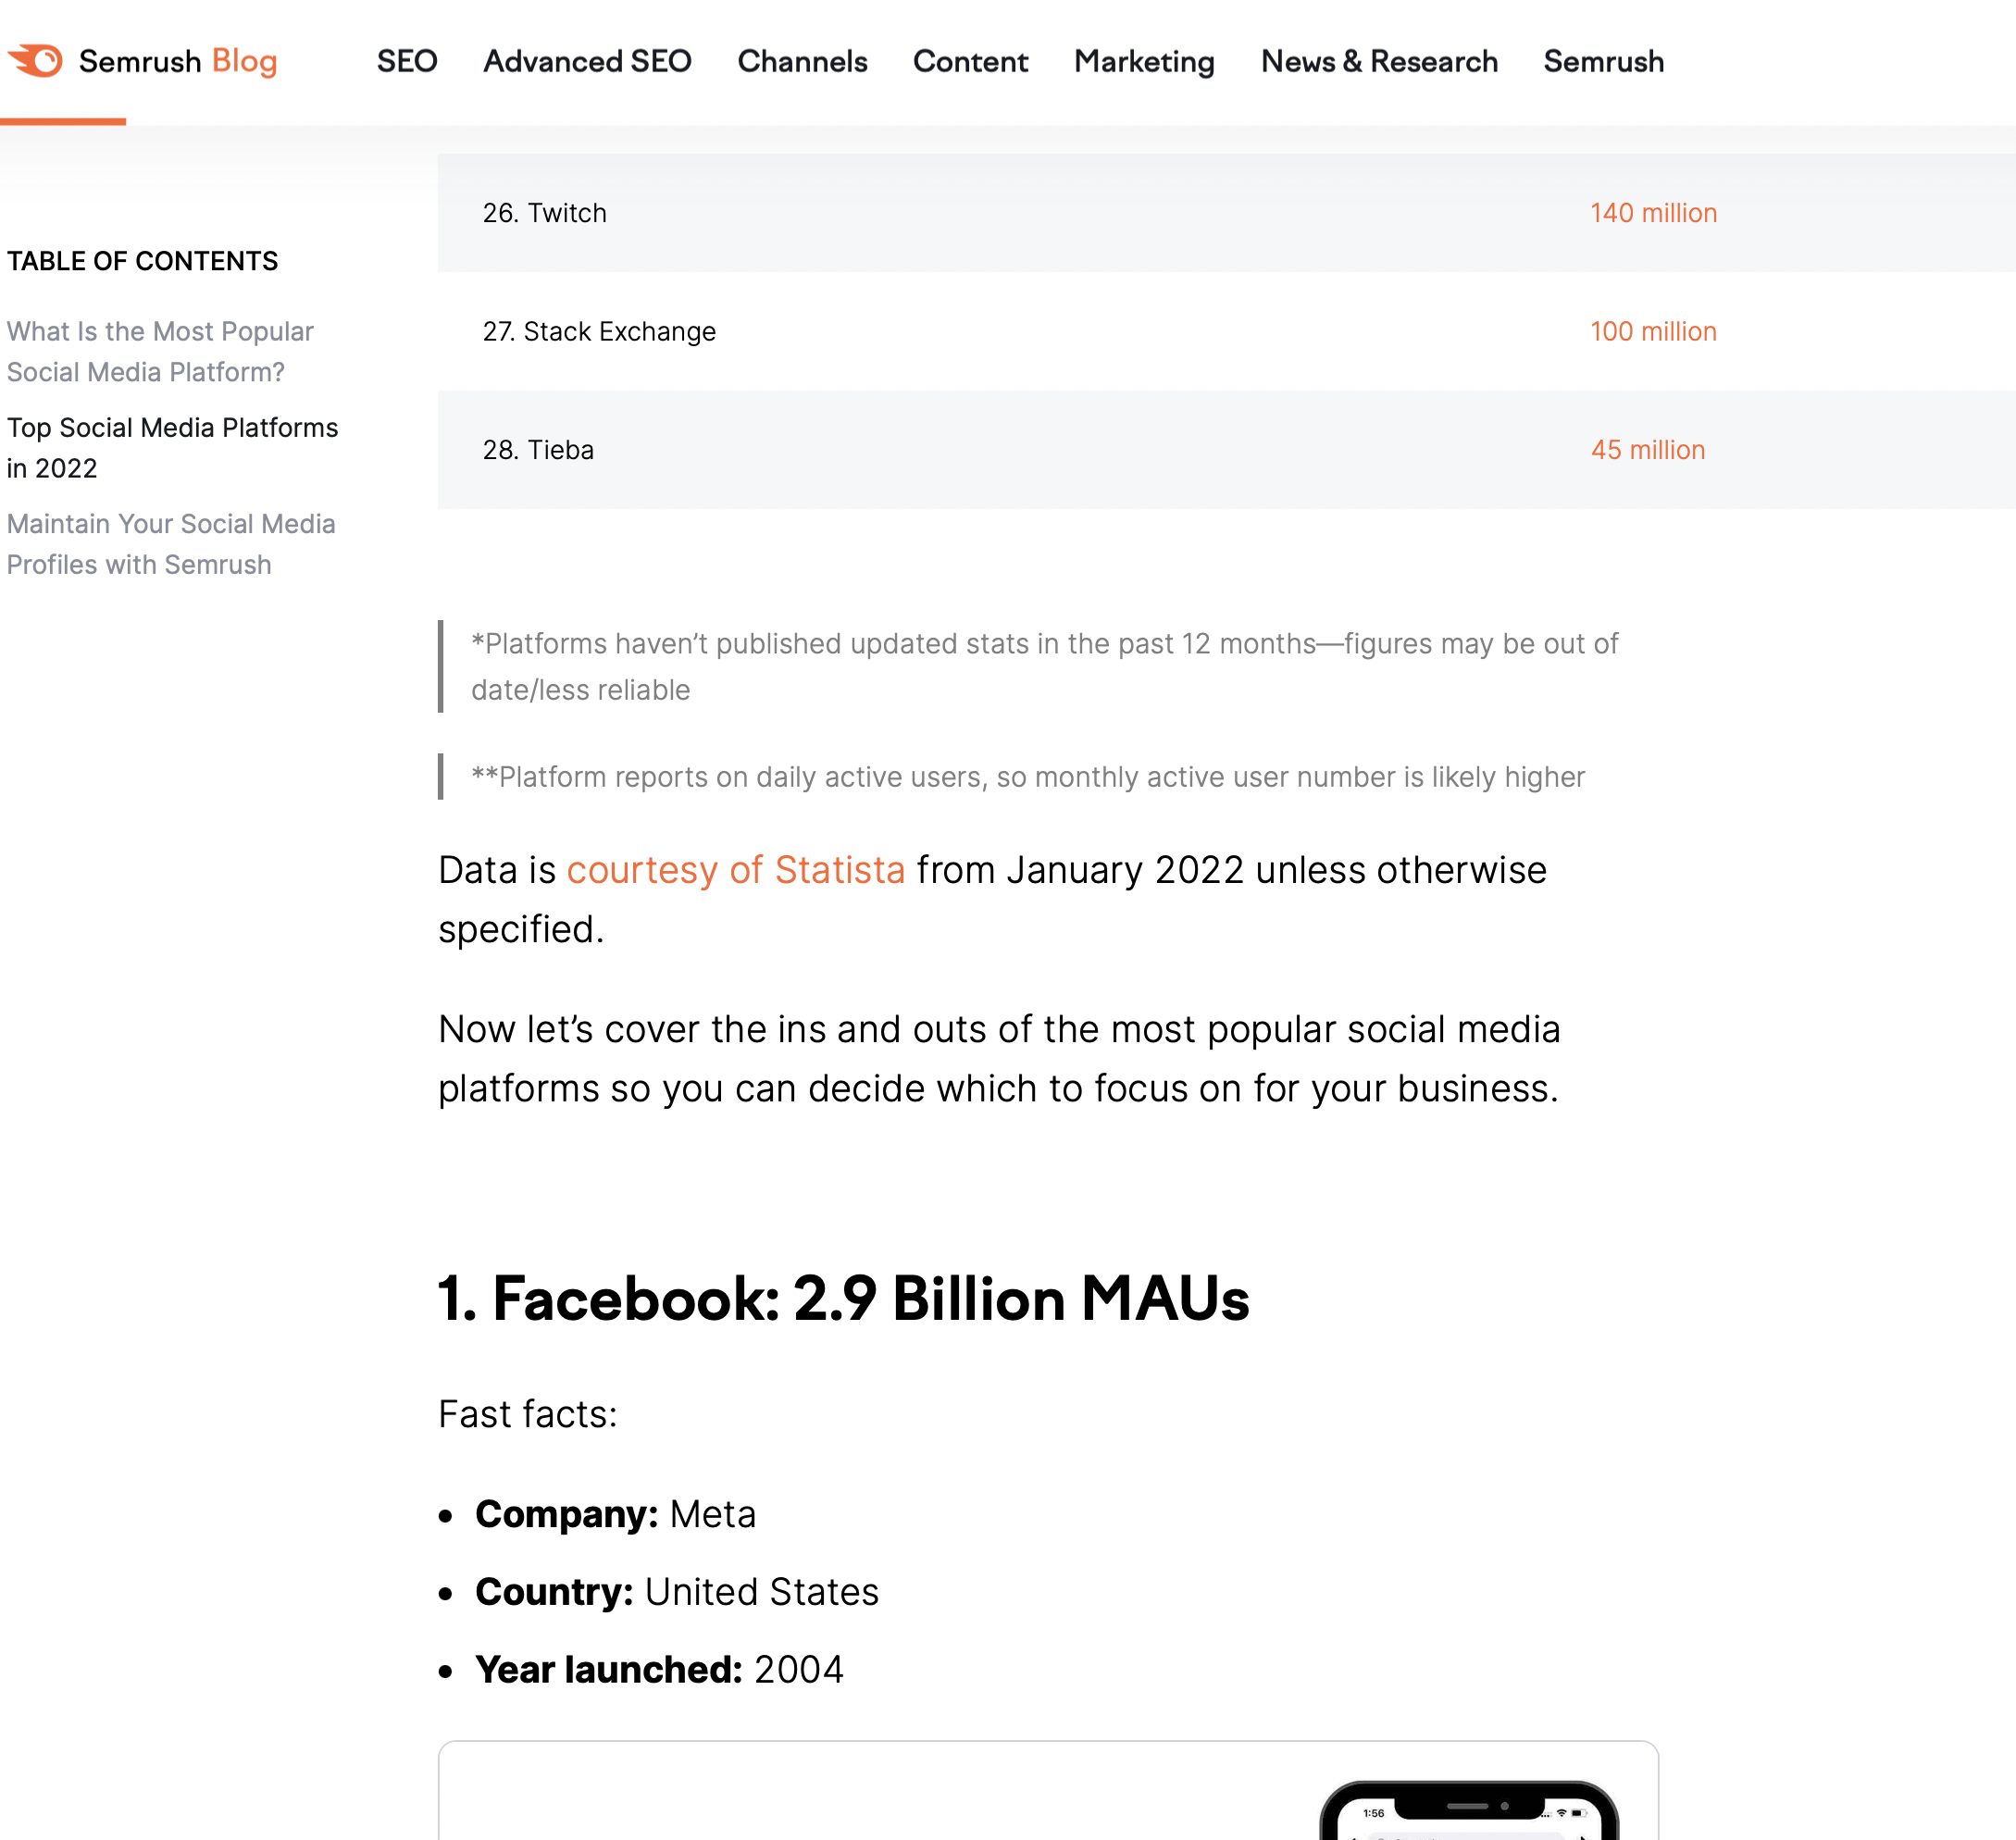 Semrush Blog
SEO
Advanced SEO
Channels
Content
Marketing
News & Research
Semrush
TABLE OF CONTENTS
What Is the Most Popular
Social Media Platform?
Top Social Media Platforms
in 2022
Maintain Your Social Media
Profiles with Semrush
26. Twitch 140 million
27. Stack Exchange 100 million
28. Tieba 45 million
*Platforms haven’t published updated stats in the past 12 months—figures may be out of
date/less reliable
**Platform reports on daily active users, so monthly active user number is likely higher
Data is courtesy of Statista from January 2022 unless otherwise
specified.
Now let’s cover the ins and outs of the most popular social media
platforms so you can decide which to focus on for your business.
1. Facebook: 2.9 Billion MAUs
Fast facts:
• Company: Meta
• Country: United States
• Year launched: 2004
1:56